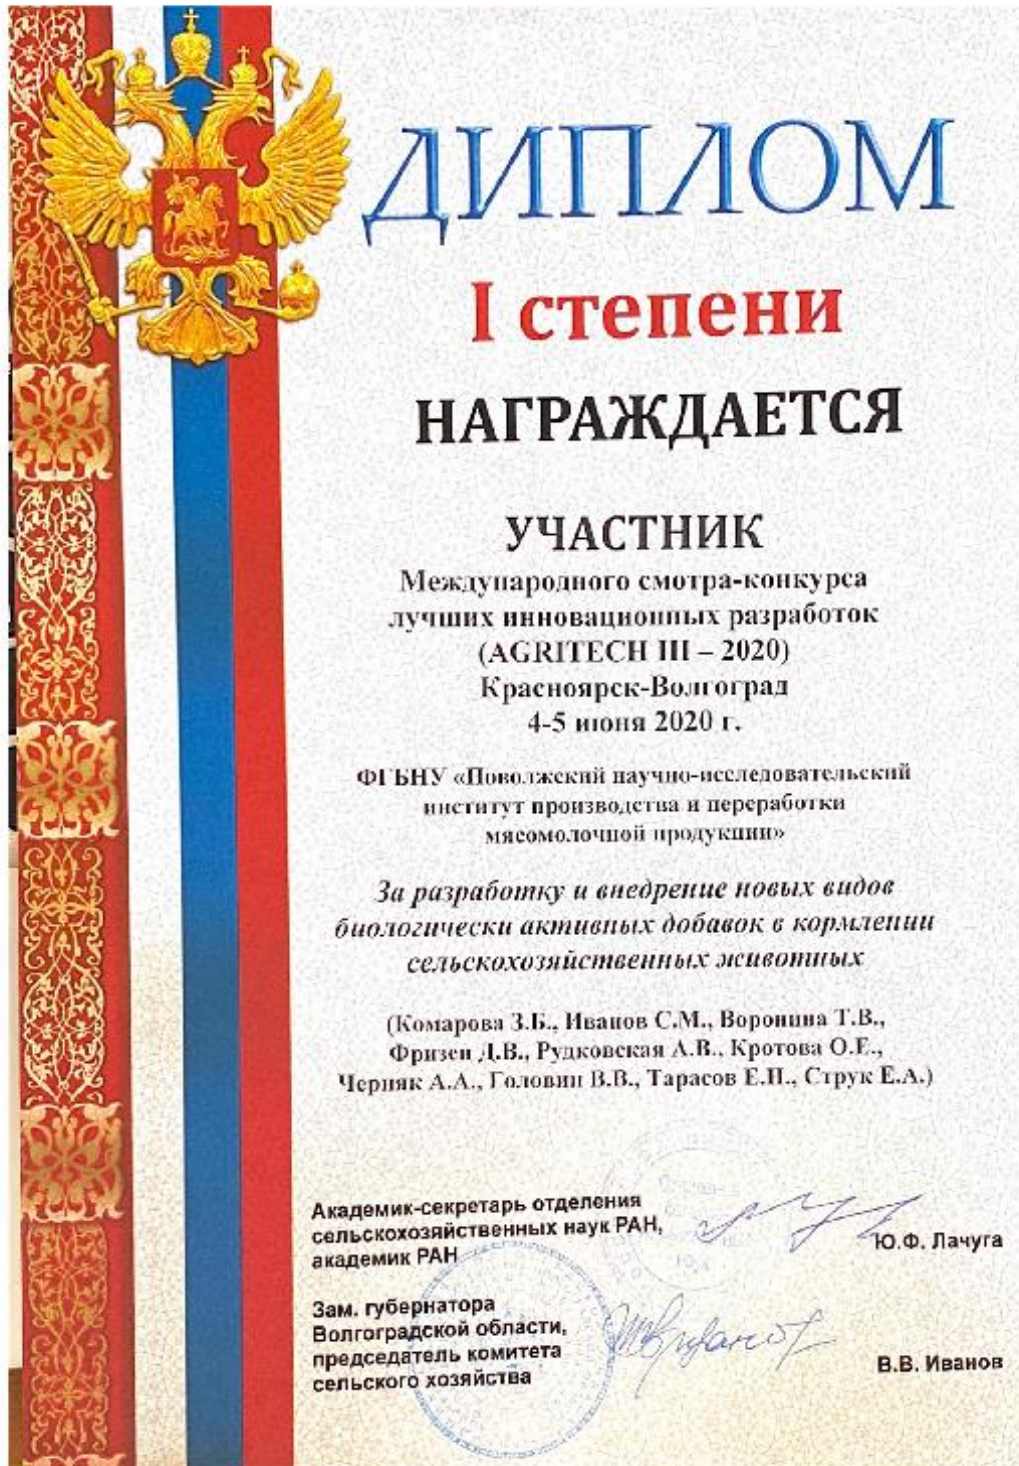 ДИПЛОМ
I степени
НАГРАЖДАЕТСЯ
УЧАСТНИК
Международного смотра-конкурса
лучших инновационных разработок
(AGRITECH III – 2020)
Красноярск-Волгоград
4-5 июня 2020 г.
ФГБНУ «Поволжский научно-исследовательский
институт производства и переработки
мясомолочной продукции»
За разработку и внедрение новых видов
биологически активных добавок в кормлении
сельскохозяйственных животных
(Комарова З.Б., Иванов С.М., Воронина Т.В.,
Фризен Д.В., Рудковская А.В., Кротова О.Е.,
Черняк А.А., Головин В.В., Тарасов Е.П., Струк Е.А.)
Академик-секретарь отделения
сельскохозяйственных наук РАН,
академик РАН
Ю.Ф. Лачуга
Зам. губернатора
Волгоградской области,
председатель комитета
сельского хозяйства
В.В. Иванов